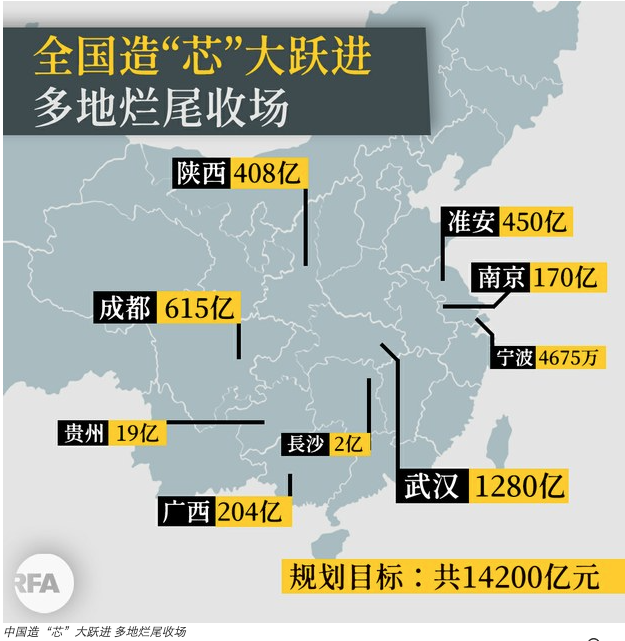 全国造“芯”大跃进
多地烂尾收场
陕西 408亿
准安 450亿
南京 170亿
成都 615亿
宁波 4675万
贵州 19亿
長沙 2亿
武汉 1280亿
广西 204亿
规划目标：共14200亿元
RFA
中国造“芯”大跃进 多地烂尾收场